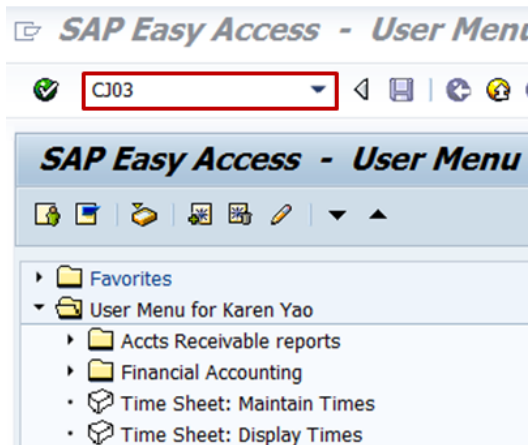 SAP Easy Access - User Menu
CJ03
SAP Easy Access - User Menu
Favorites
User Menu for Karen Yao
Accts Receivable reports
Financial Accounting
Time Sheet: Maintain Times
Time Sheet: Display Times